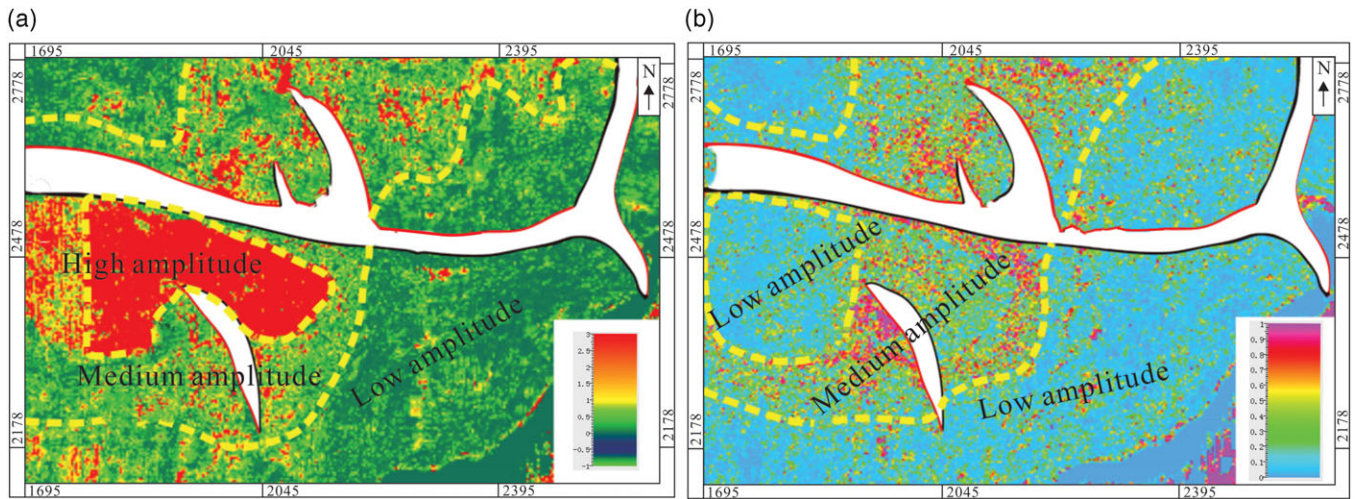 (a)
1695 2045 2395
2778 2778
N
2478 2478
High amplitude
Medium amplitude
Low amplitude
3
2.5
2
1.5
1
0.5
0
-0.5
-1
2178 2178
1695 2045 2395
(b)
1695 2045 2395
2778 2778
N
2478 2478
Low amplitude
Medium amplitude
Low amplitude
1
0.9
0.8
0.7
0.6
0.5
0.4
0.3
0.2
0.1
0
2178 2178
1695 2045 2395